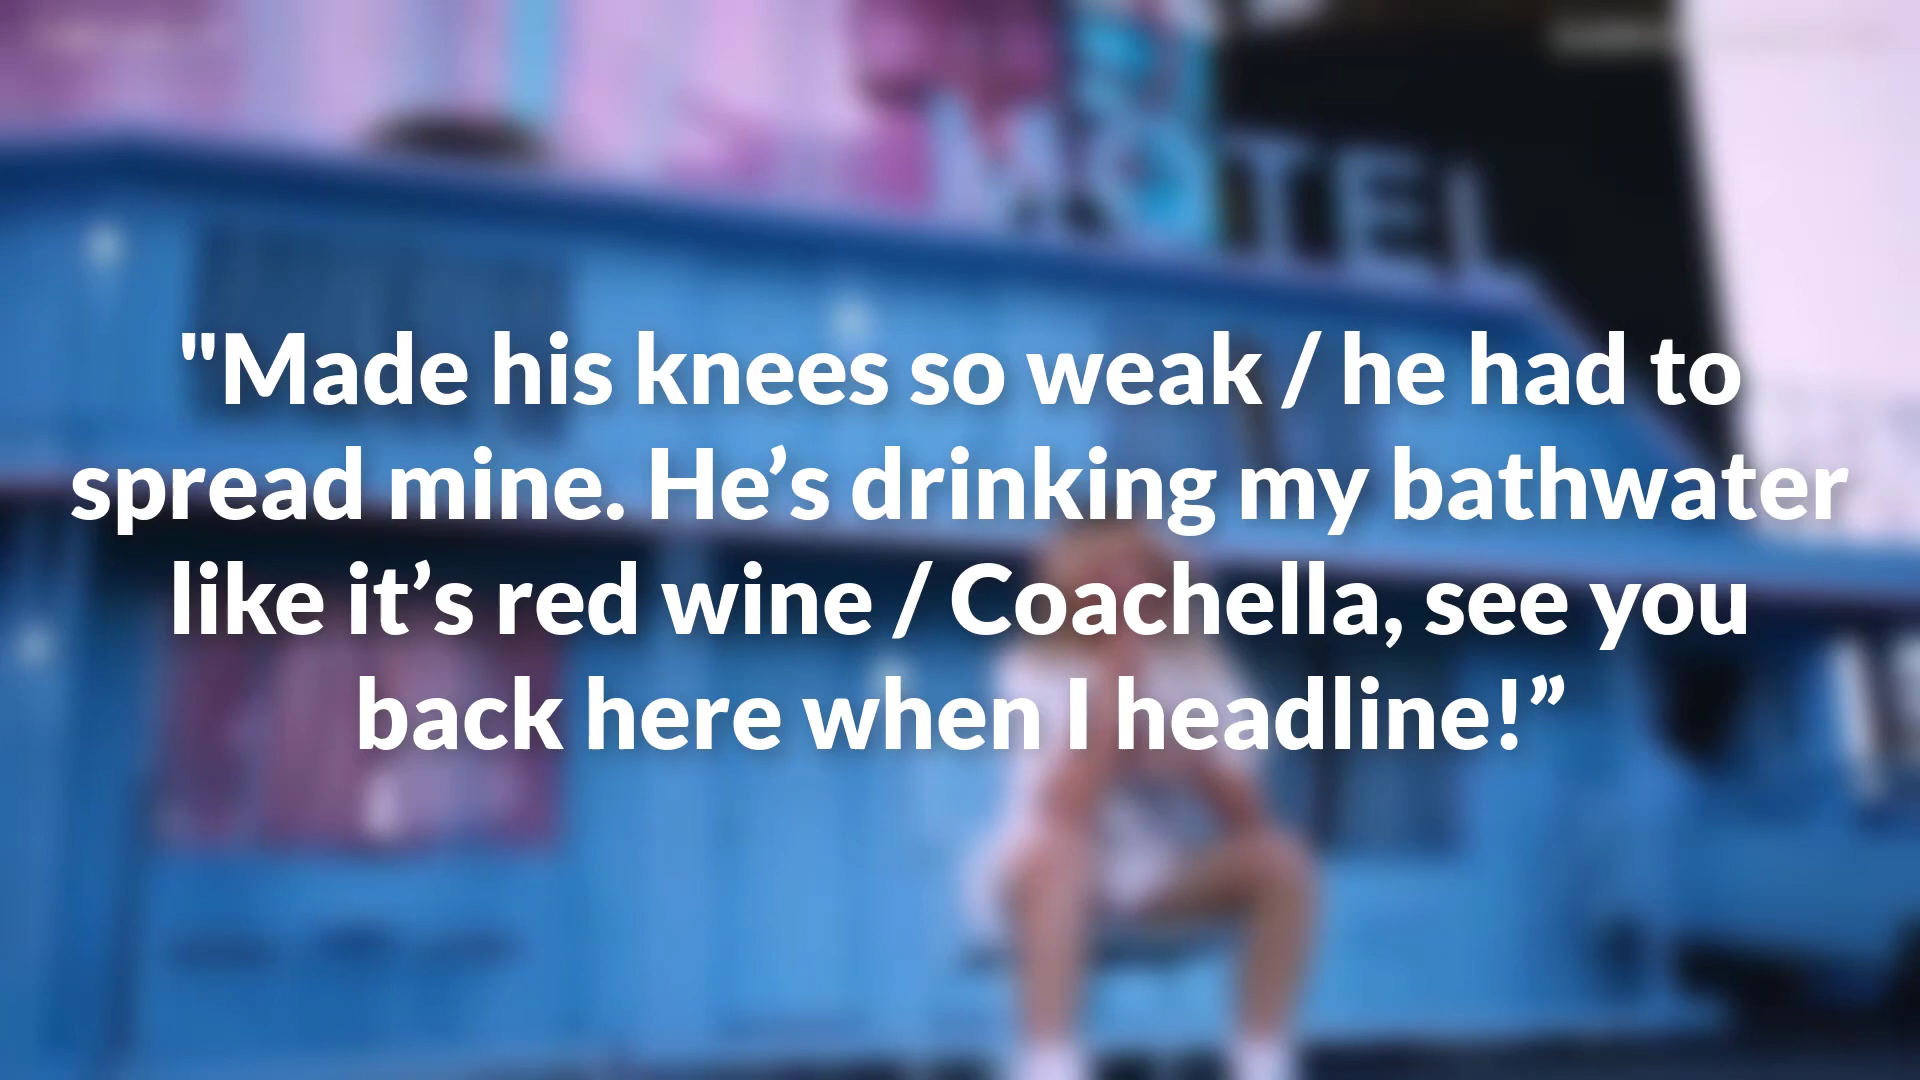 MOTEL
"Made his knees so weak / he had to
spread mine. He’s drinking my bathwater
like it’s red wine / Coachella, see you
back here when I headline!”